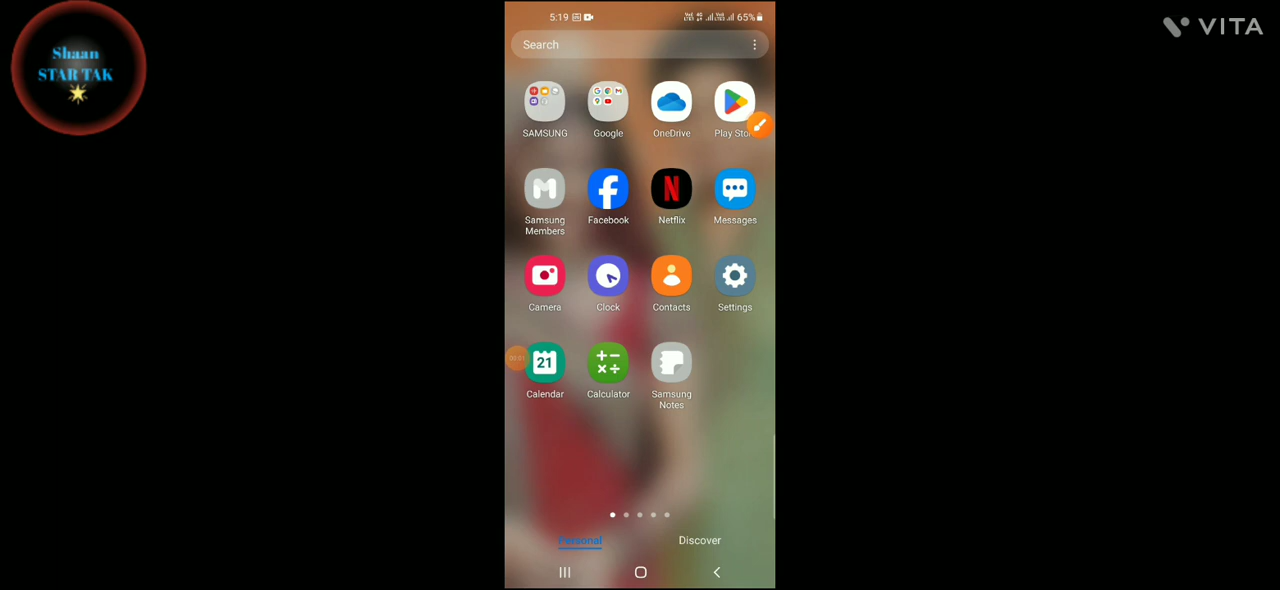 Shaan
STAR TAK
VITA
5:19
65%
Search
SAMSUNG
Google
OneDrive
Play Sto
Samsung
Members
Facebook
Netflix
Messages
Camera
Clock
Contacts
Settings
21
Calendar
Calculator
Samsung
Notes
Personal
Discover